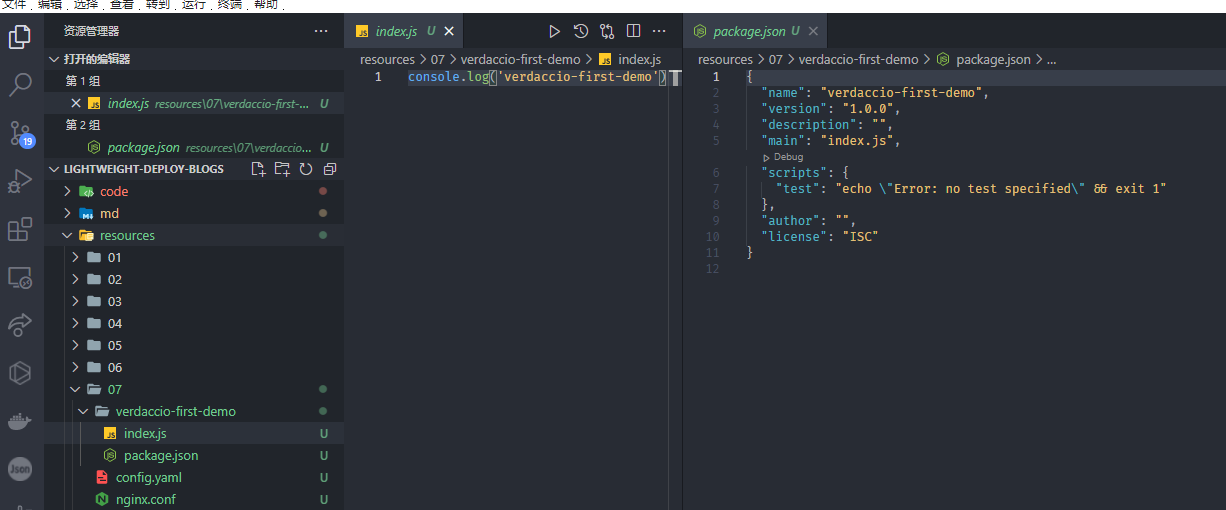 文件 编辑 选择 查看 转到 运行 终端 帮助
资源管理器 ···
打开的编辑器
第 1 组
index.js resources\07\verdaccio-first-... U
第 2 组
package.json resources\07\verdaccio... U
LIGHTWEIGHT-DEPLOY-BLOGS
code
md
resources
01
02
03
04
05
06
07
verdaccio-first-demo
index.js U
package.json U
config.yaml U
nginx.conf U
19
Json
index.js U
resources > 07 > verdaccio-first-demo > index.js
1 console.log('verdaccio-first-demo')
package.json U
resources > 07 > verdaccio-first-demo > package.json > ...
1 {
2 "name": "verdaccio-first-demo",
3 "version": "1.0.0",
4 "description": "",
5 "main": "index.js",
Debug
6 "scripts": {
7 "test": "echo \"Error: no test specified\" && exit 1"
8 },
9 "author": "",
10 "license": "ISC"
11 }
12